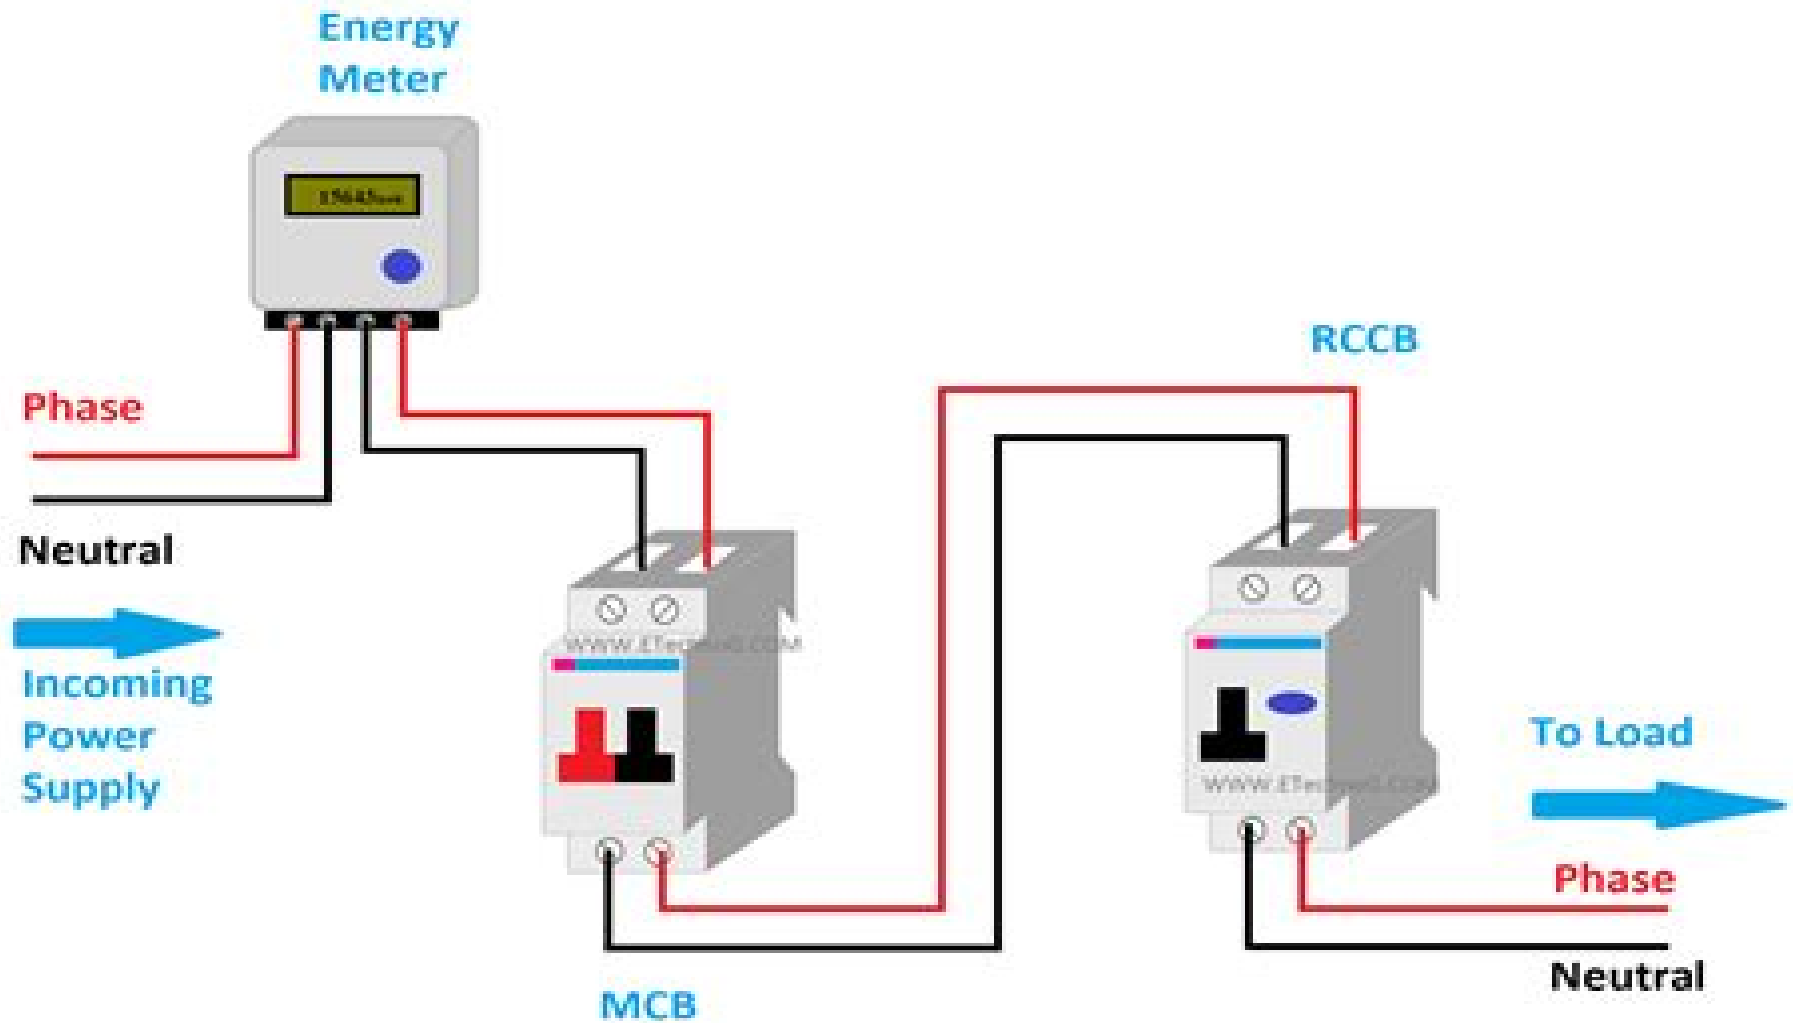 Energy
Meter
RCCB
Phase
Neutral
Incoming
Power
Supply
To Load
Phase
Neutral
MCB